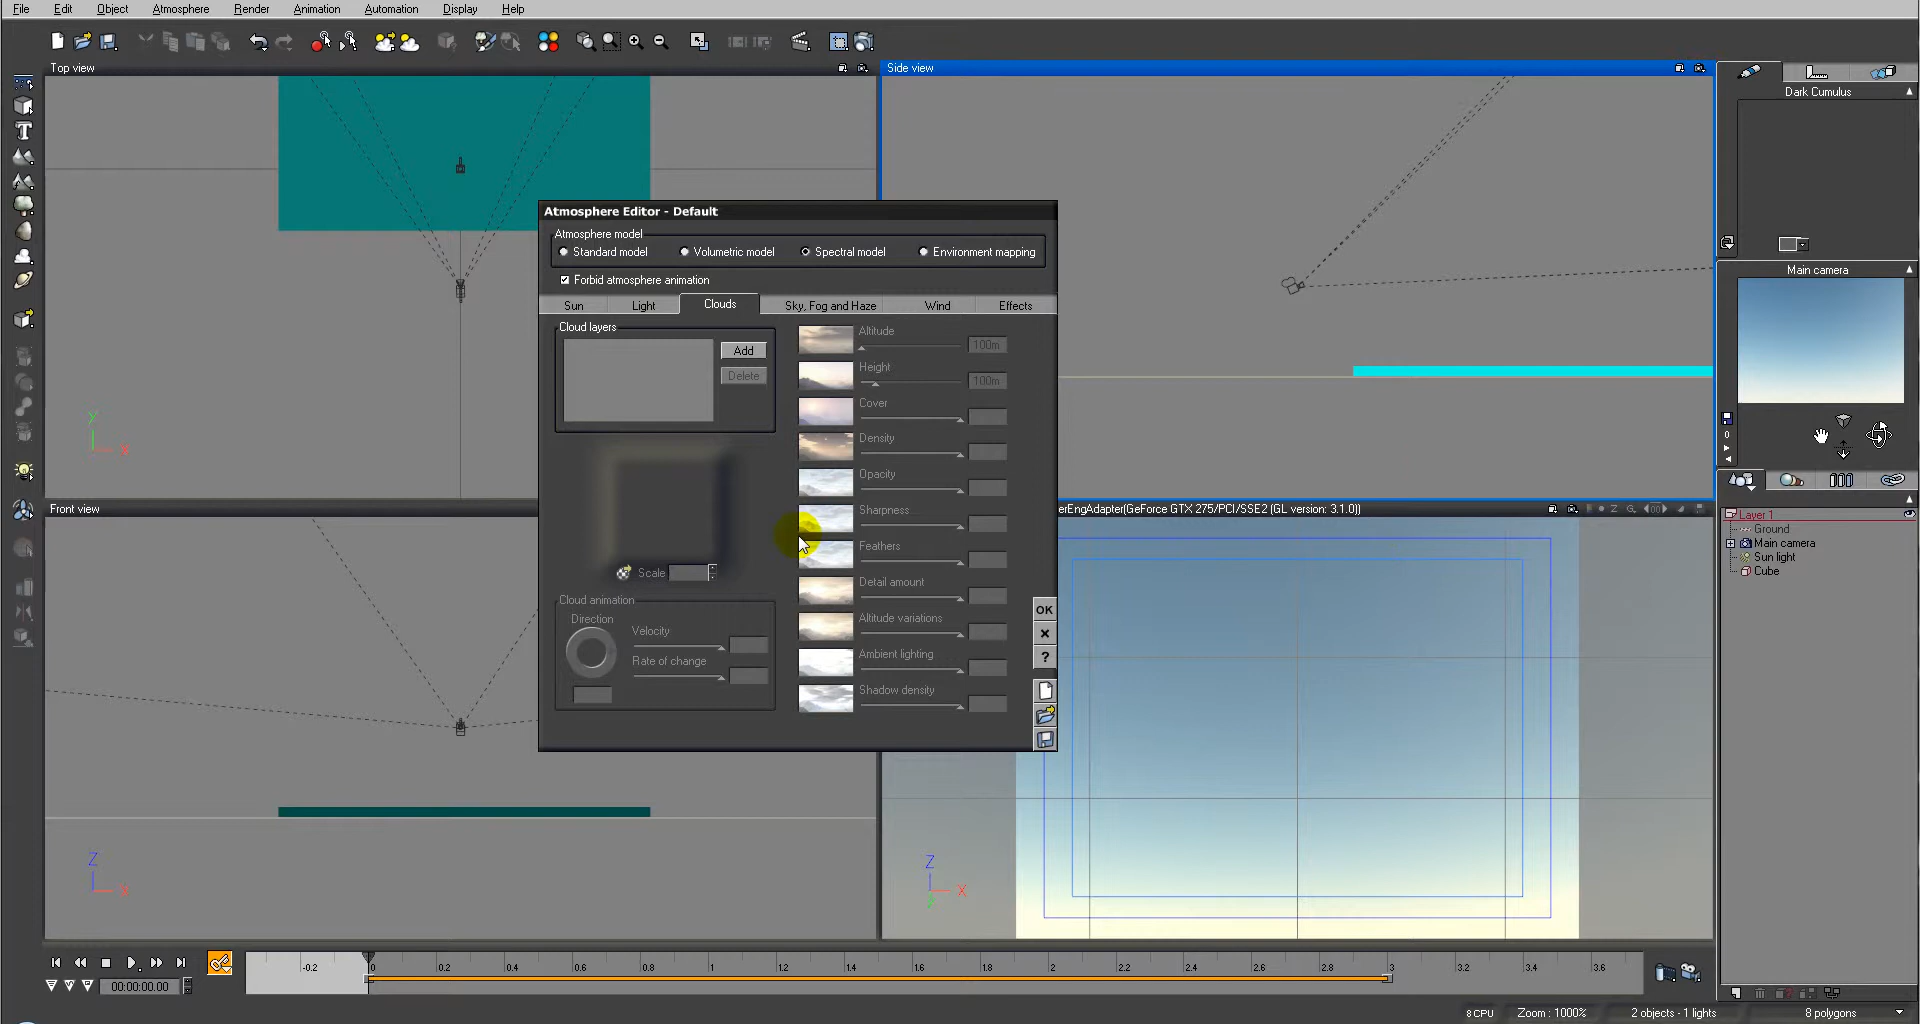 File Edit Object Atmosphere Render Animation Automation Display Help
Top view
Side view
Dark Cumulus
Main camera
Atmosphere Editor - Default
Atmosphere model
Standard model Volumetric model Spectral model Environment mapping
Forbid atmosphere animation
Sun Light Clouds Sky, Fog and Haze Wind Effects
Cloud layers
Add
Delete
Altitude
100m
Height
100m
Cover
Density
Opacity
Sharpness
Feathers
Detail amount
Altitude variations
Ambient lighting
Shadow density
Scale
Cloud animation
Direction
Velocity
Rate of change
OK
?
Y
X
0
Front view
erEngAdapter(GeForce GTX 275/PCI/SSE2 (GL version: 3.1.0))
Layer 1
Ground
Main camera
Sun light
Cube
Z
X
Z
X
Y
-0.2 0 0.2 0.4 0.6 0.8 1 1.2 1.4 1.6 1.8 2 2.2 2.4 2.6 2.8 3 3.2 3.4 3.6
00:00:00.00
8 CPU Zoom : 1000% 2 objects - 1 lights 8 polygons